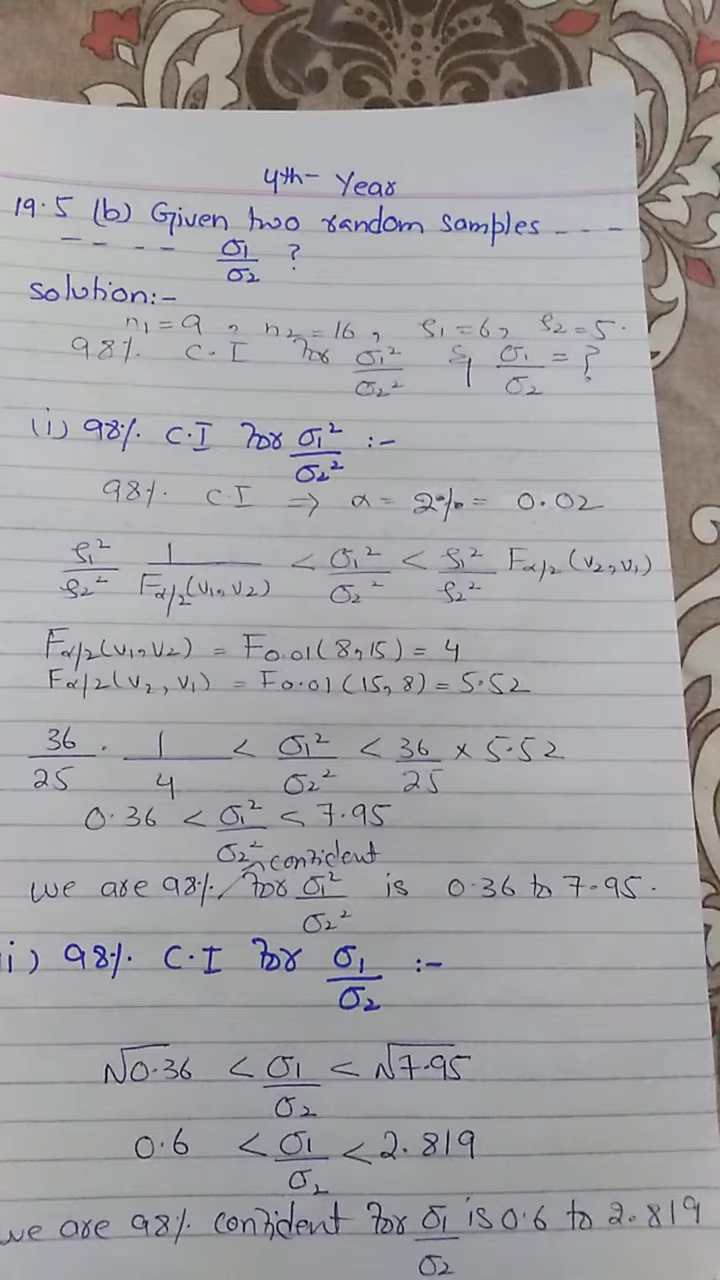 4th- Year
19.5 (b) Given two random samples ---
---- σ1/σ2 ?
Solution:-
n1=9, n2=16, s1=6, s2=5.
98%. C.I for σ1²/σ2² & σ1/σ2 = ?
(i) 98%. C.I for σ1²/σ2² :-
98%. C.I ⇒ α = 2% = 0.02
s1²/s2² 1/Fα/2(v1,v2) < σ1²/σ2² < s1²/s2² Fα/2(v2,v1)
Fα/2(v1,v2) = F0.01(8,15) = 4
Fα/2(v2,v1) = F0.01(15,8) = 5.52
36/25 . 1/4 < σ1²/σ2² < 36/25 × 5.52
0.36 < σ1²/σ2² < 7.95
we are 98%. confident for σ1²/σ2² is 0.36 to 7.95.
i) 98%. C.I for σ1/σ2 :-
√0.36 < σ1/σ2 < √7.95
0.6 < σ1/σ2 < 2.819
we are 98%. confident for σ1/σ2 is 0.6 to 2.819